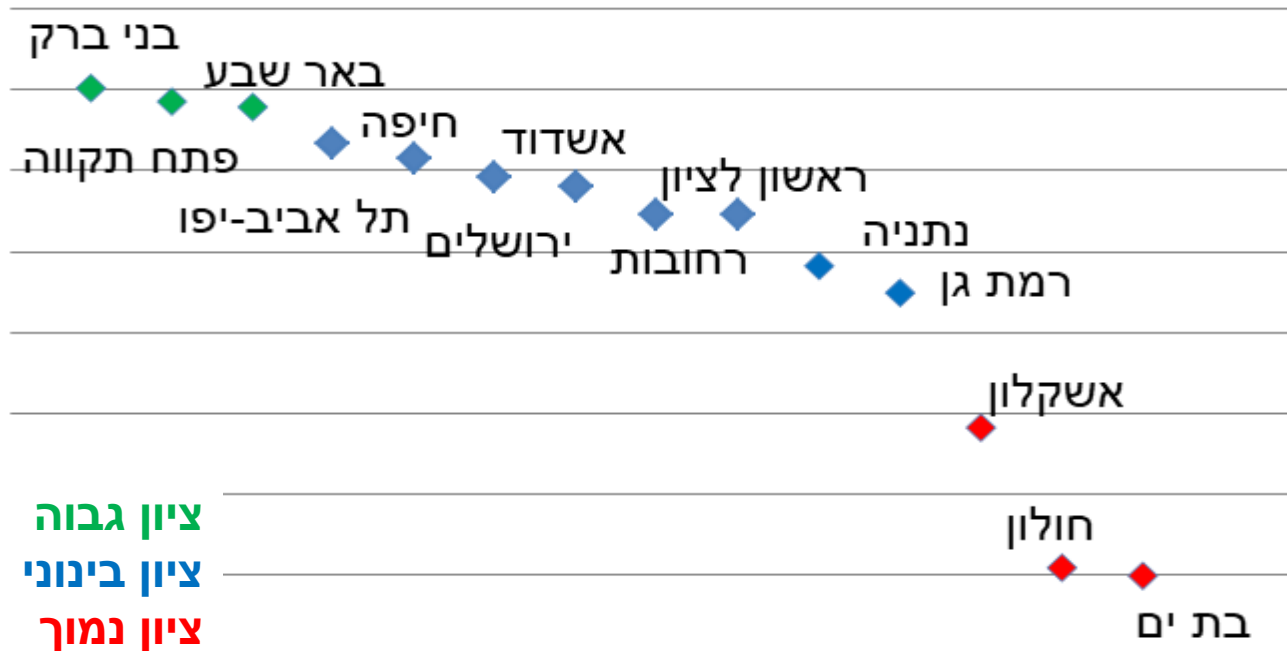 בני ברק
באר שבע
פתח תקווה
חיפה
אשדוד
תל אביב-יפו
ירושלים
ראשון לציון
רחובות
נתניה
רמת גן
אשקלון
חולון
בת ים
ציון גבוה
ציון בינוני
ציון נמוך